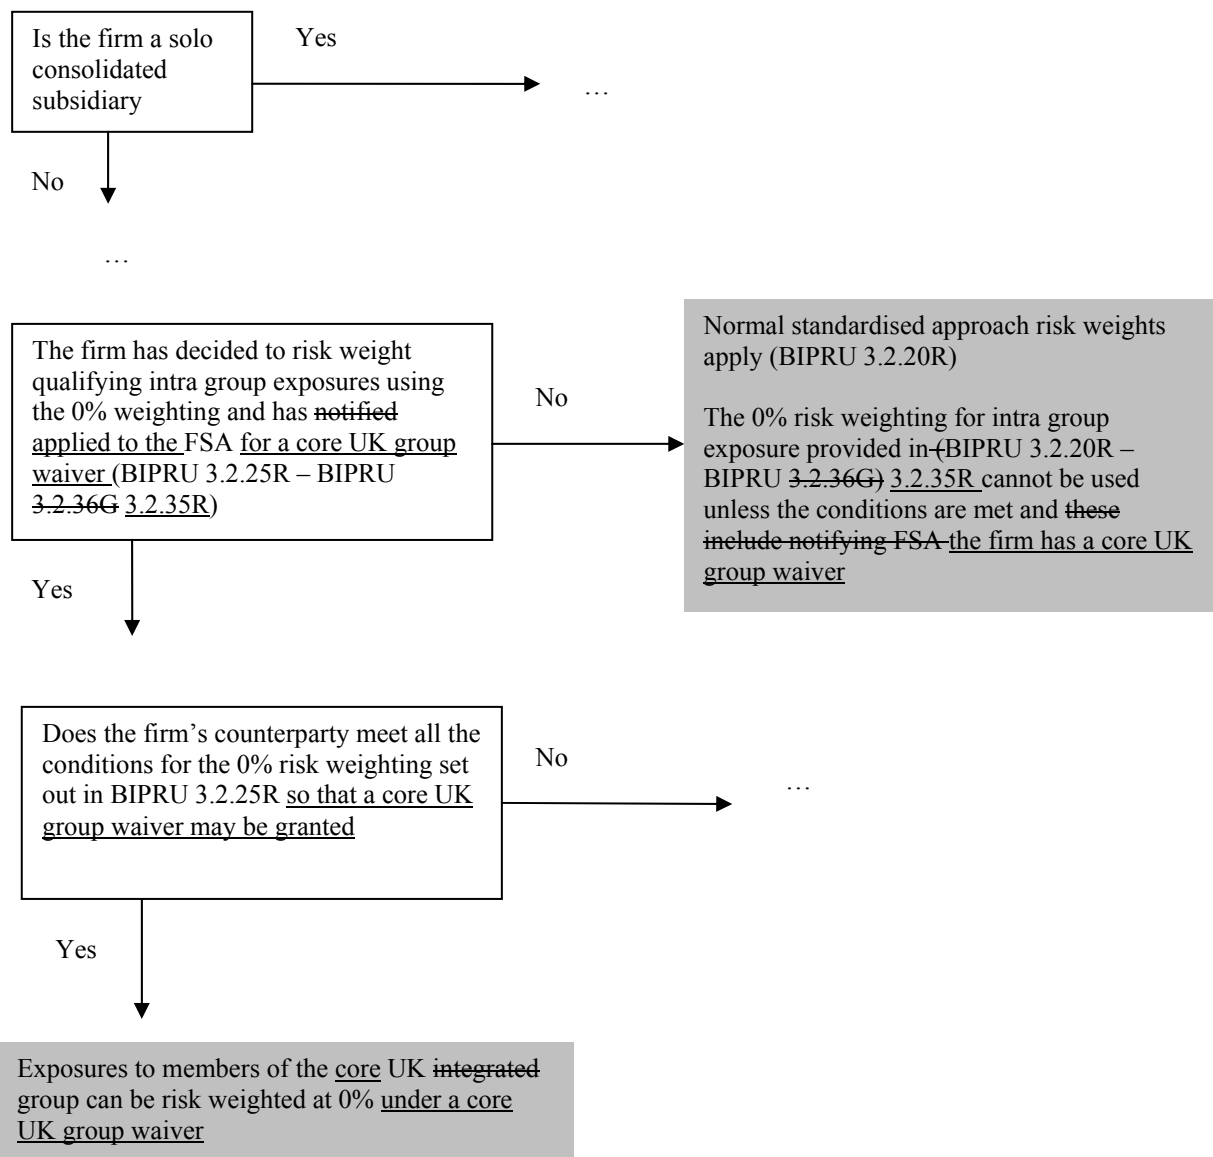 Is the firm a solo
consolidated
subsidiary
Yes
…
No
…
The firm has decided to risk weight
qualifying intra group exposures using
the 0% weighting and has notified
applied to the FSA for a core UK group
waiver (BIPRU 3.2.25R – BIPRU
3.2.36G 3.2.35R)
No
Normal standardised approach risk weights
apply (BIPRU 3.2.20R)
The 0% risk weighting for intra group
exposure provided in (BIPRU 3.2.20R –
BIPRU 3.2.36G) 3.2.35R cannot be used
unless the conditions are met and these
include notifying FSA the firm has a core UK
group waiver
Yes
Does the firm’s counterparty meet all the
conditions for the 0% risk weighting set
out in BIPRU 3.2.25R so that a core UK
group waiver may be granted
No
…
Yes
Exposures to members of the core UK integrated
group can be risk weighted at 0% under a core
UK group waiver